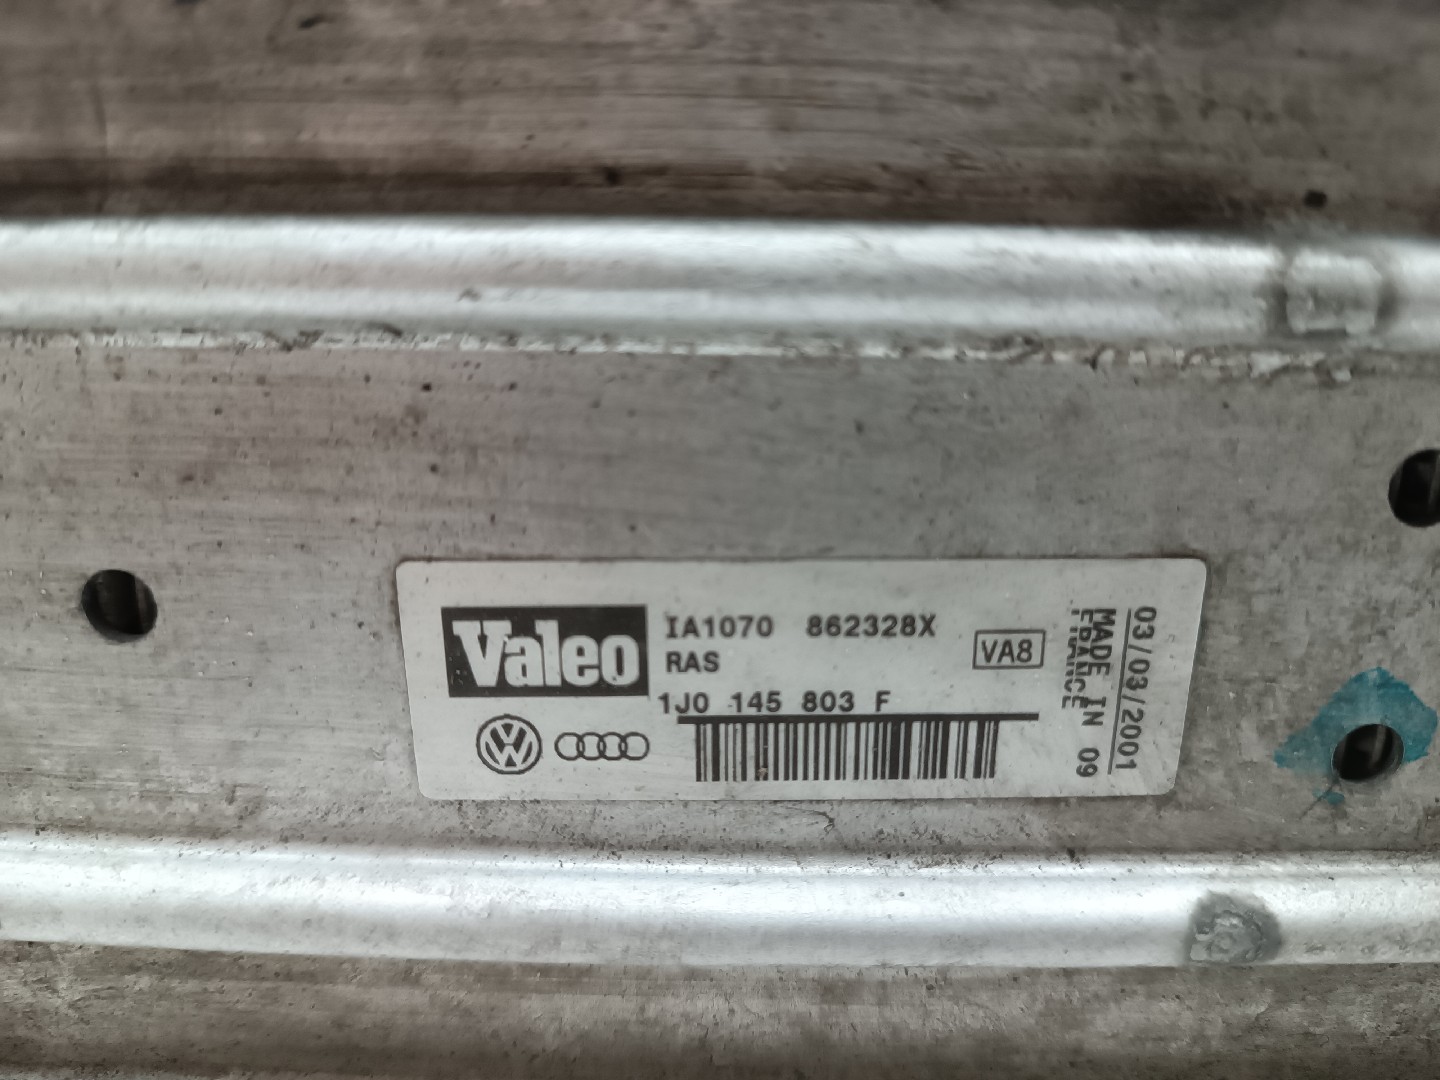 Valeo
IA1070 862328X
RAS
1J0 145 803 F
VA8
03/03/2001
MADE IN 09
FRANCE